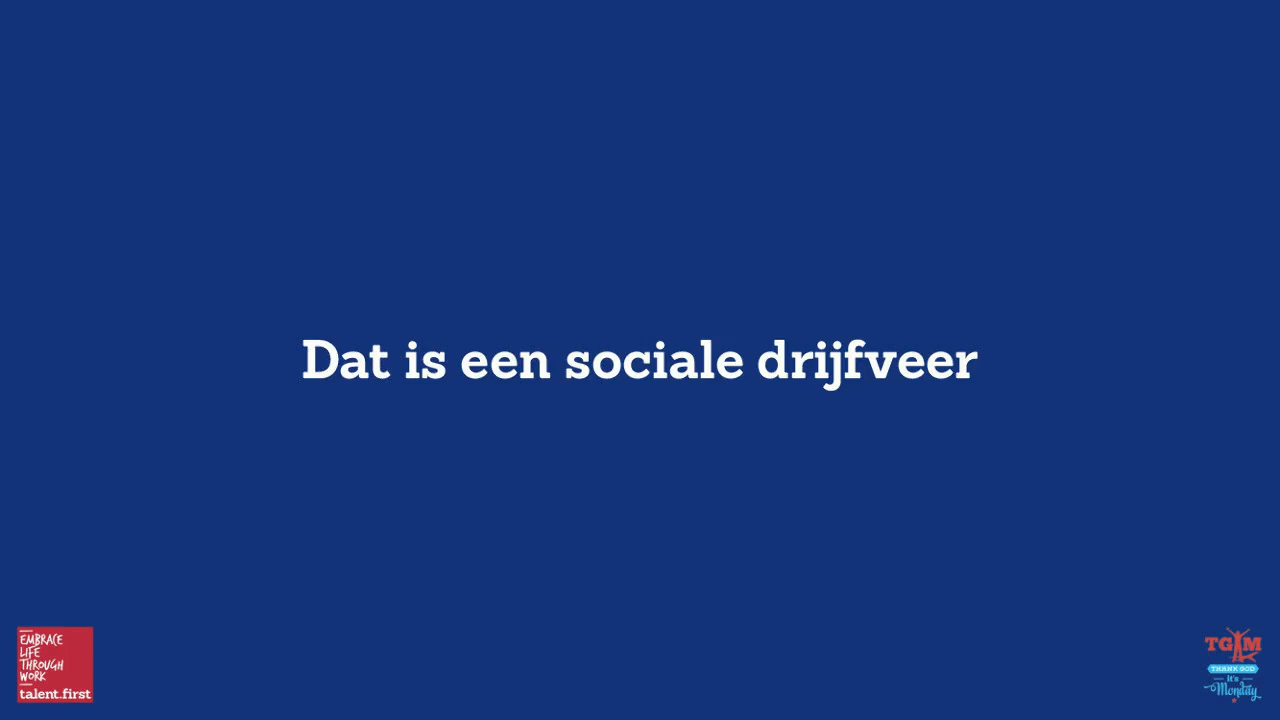 Dat is een sociale drijfveer
EMBRACE
LIFE
THROUGH
WORK
talent.first
TGIM
THANK GOD
it's
Monday